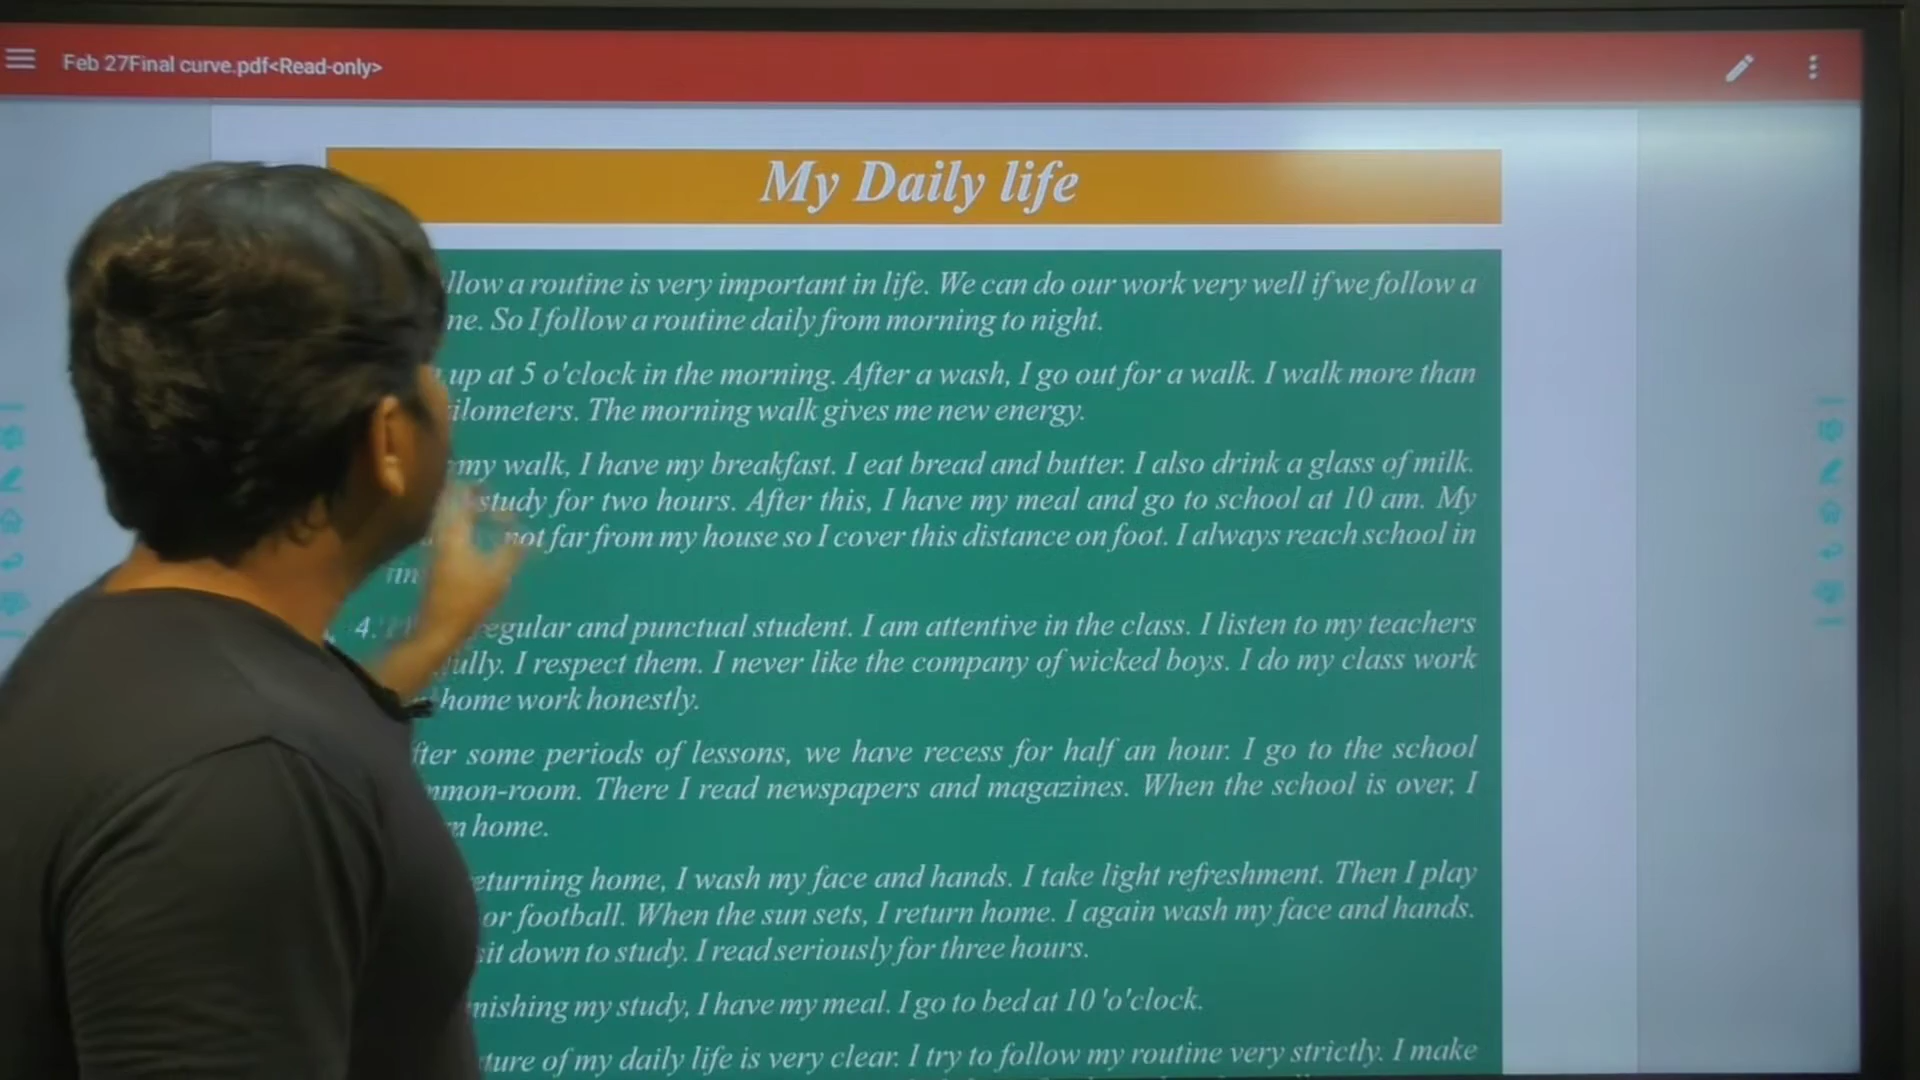 Feb 27Final curve.pdf<Read-only>
My Daily life
a routine is very important in life. We can do our work very well if we follow a
So I follow a routine daily from morning to night.
up at 5 o'clock in the morning. After a wash, I go out for a walk. I walk more than
The morning walk gives me new energy.
my walk, I have my breakfast. I eat bread and butter. I also drink a glass of milk.
study for two hours. After this, I have my meal and go to school at 10 am. My
not far from my house so I cover this distance on foot. I always reach school in
4. regular and punctual student. I am attentive in the class. I listen to my teachers
I respect them. I never like the company of wicked boys. I do my class work
home work honestly.
some periods of lessons, we have recess for half an hour. I go to the school
There I read newspapers and magazines. When the school is over, I
home.
returning home, I wash my face and hands. I take light refreshment. Then I play
or football. When the sun sets, I return home. I again wash my face and hands.
sit down to study. I read seriously for three hours.
my study, I have my meal. I go to bed at 10 'o'clock.
of my daily life is very clear. I try to follow my routine very strictly. I make